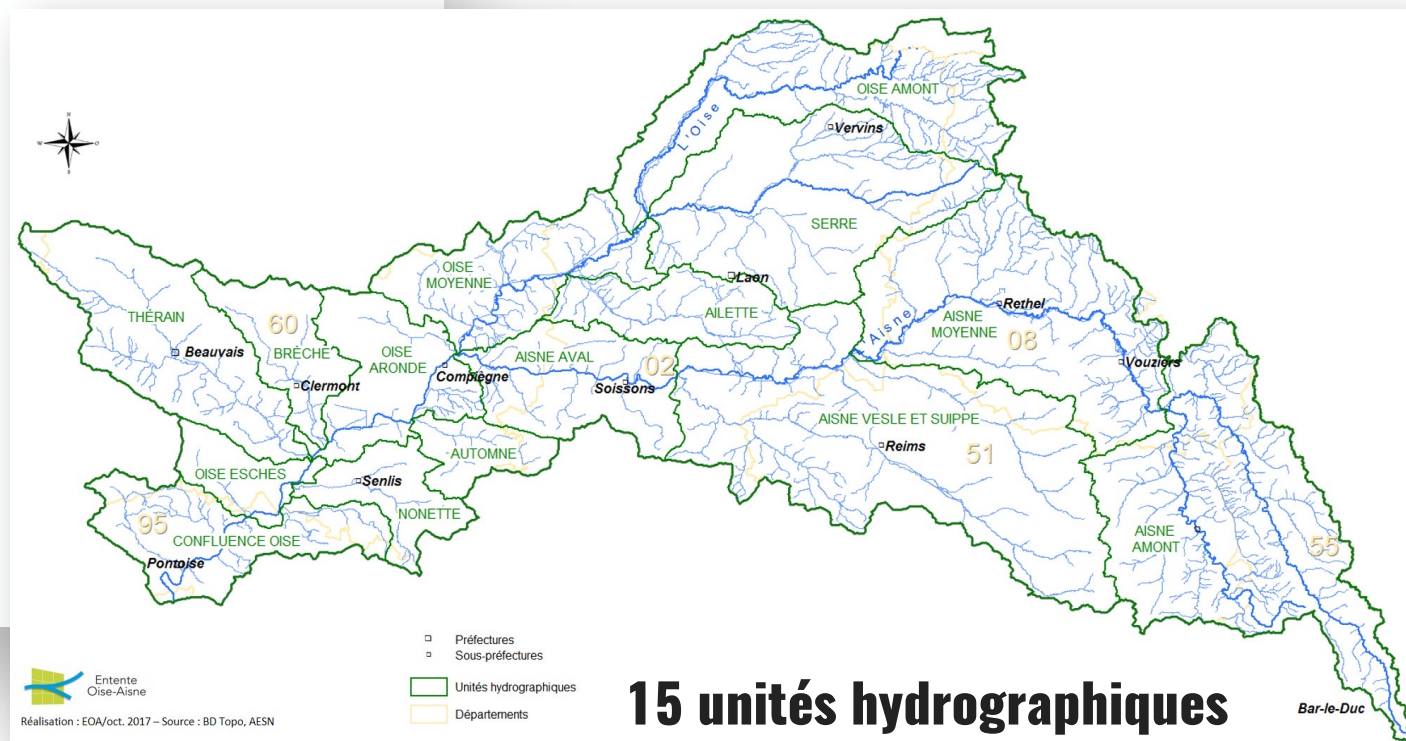 N
W
O
S
OISE AMONT
L'Oise
Vervins
SERRE
OISE
MOYENNE
Laon
AILETTE
THÉRAIN
60
Beauvais
BRÈCHE
Clermont
OISE
ARONDE
Compiègne
AISNE AVAL
02
Soissons
Aisne
AISNE
MOYENNE
Rethel
08
Vouziers
AISNE VESLE ET SUIPPE
Reims
51
AUTOMNE
OISE ESCHES
Senlis
NONETTE
95
CONFLUENCE OISE
Pontoise
AISNE
AMONT
55
Bar-le-Duc
Préfectures
Sous-préfectures
Unités hydrographiques
Départements
15 unités hydrographiques
Entente
Oise-Aisne
Réalisation : EOA/oct. 2017 – Source : BD Topo, AESN